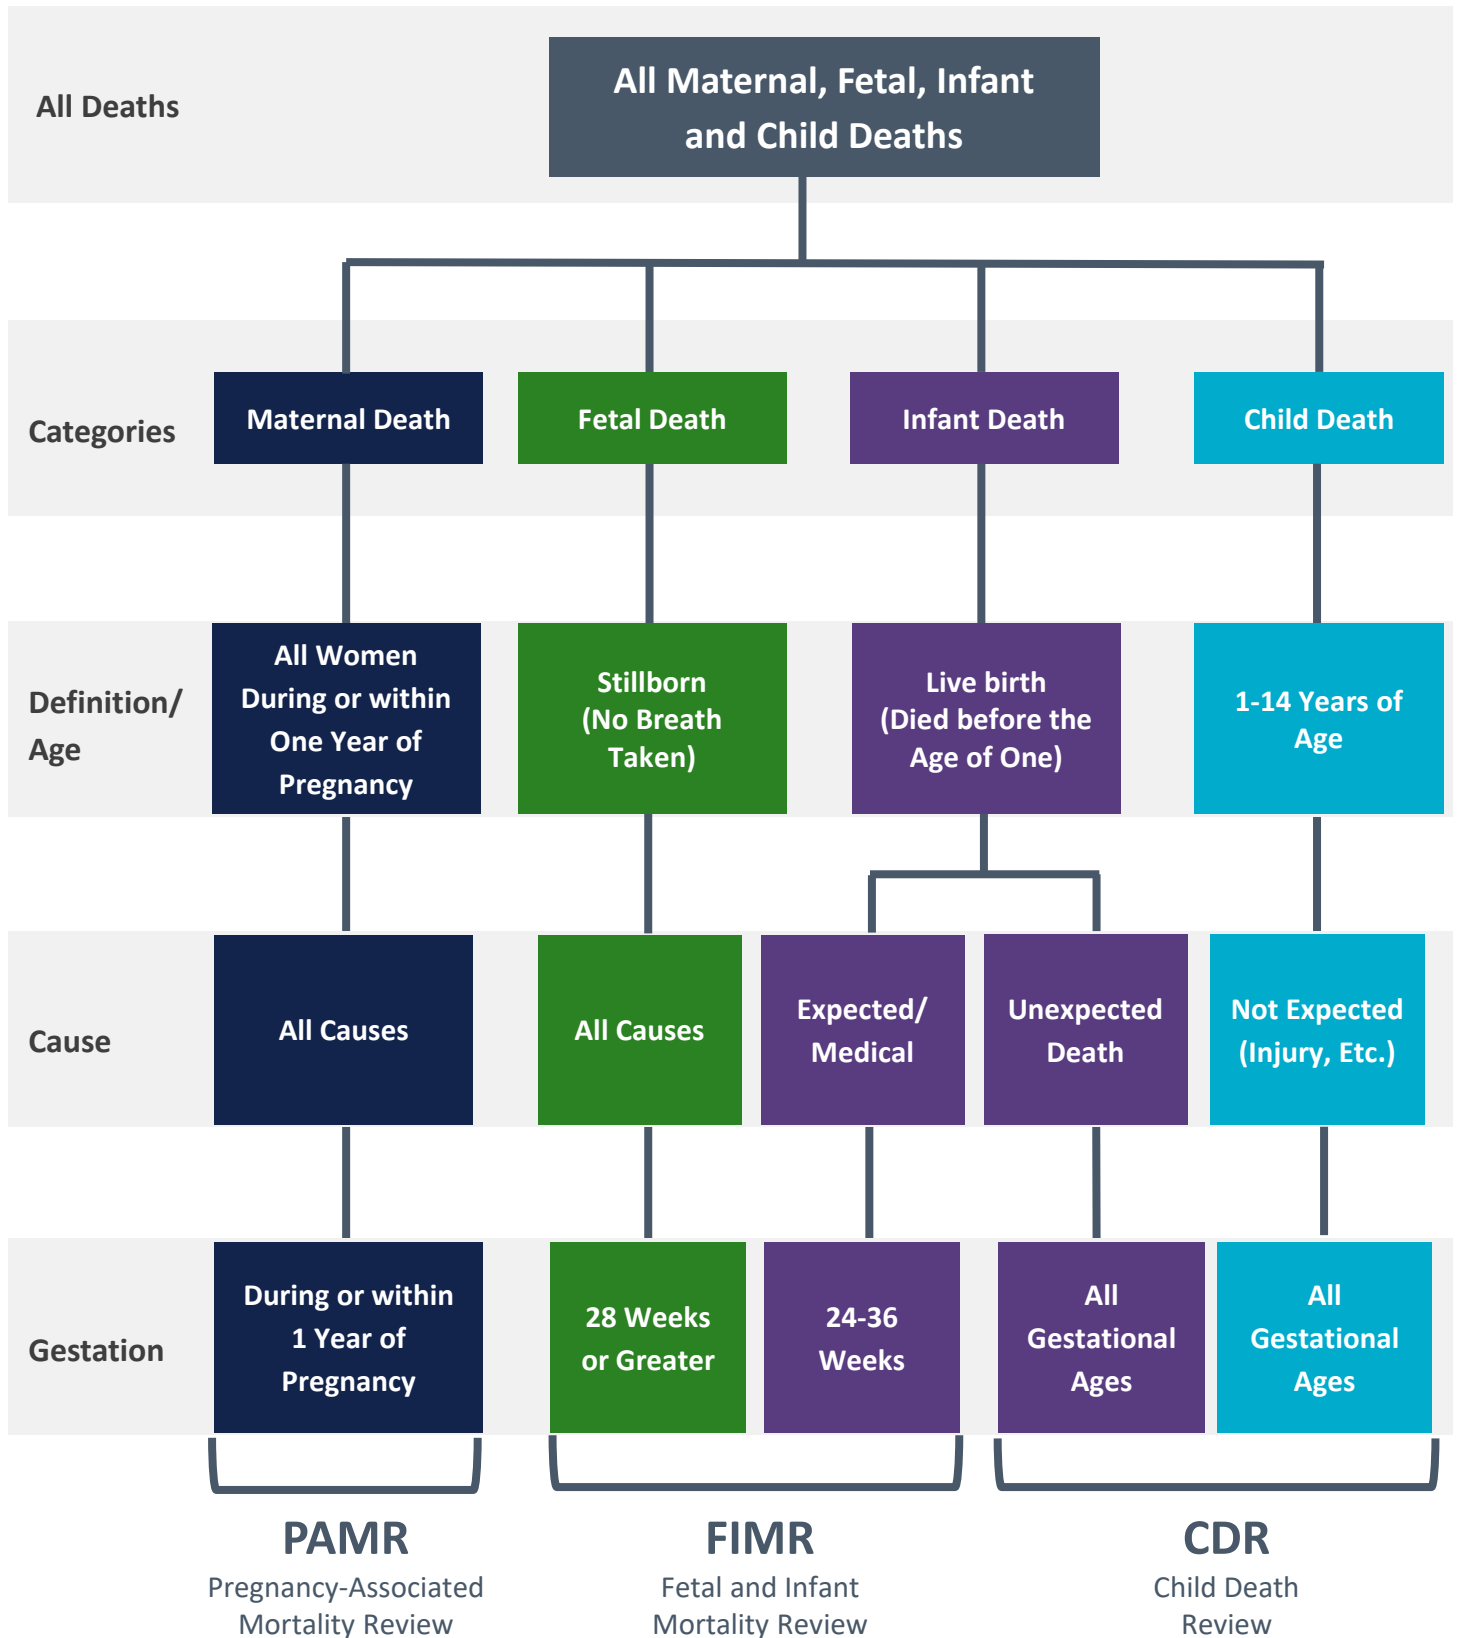 All Deaths
All Maternal, Fetal, Infant
and Child Deaths
Categories
Maternal Death
Fetal Death
Infant Death
Child Death
Definition/
Age
All Women
During or within
One Year of
Pregnancy
Stillborn
(No Breath
Taken)
Live birth
(Died before the
Age of One)
1-14 Years of
Age
Cause
All Causes
All Causes
Expected/
Medical
Unexpected
Death
Not Expected
(Injury, Etc.)
Gestation
During or within
1 Year of
Pregnancy
28 Weeks
or Greater
24-36
Weeks
All
Gestational
Ages
All
Gestational
Ages
PAMR
Pregnancy-Associated
Mortality Review
FIMR
Fetal and Infant
Mortality Review
CDR
Child Death
Review